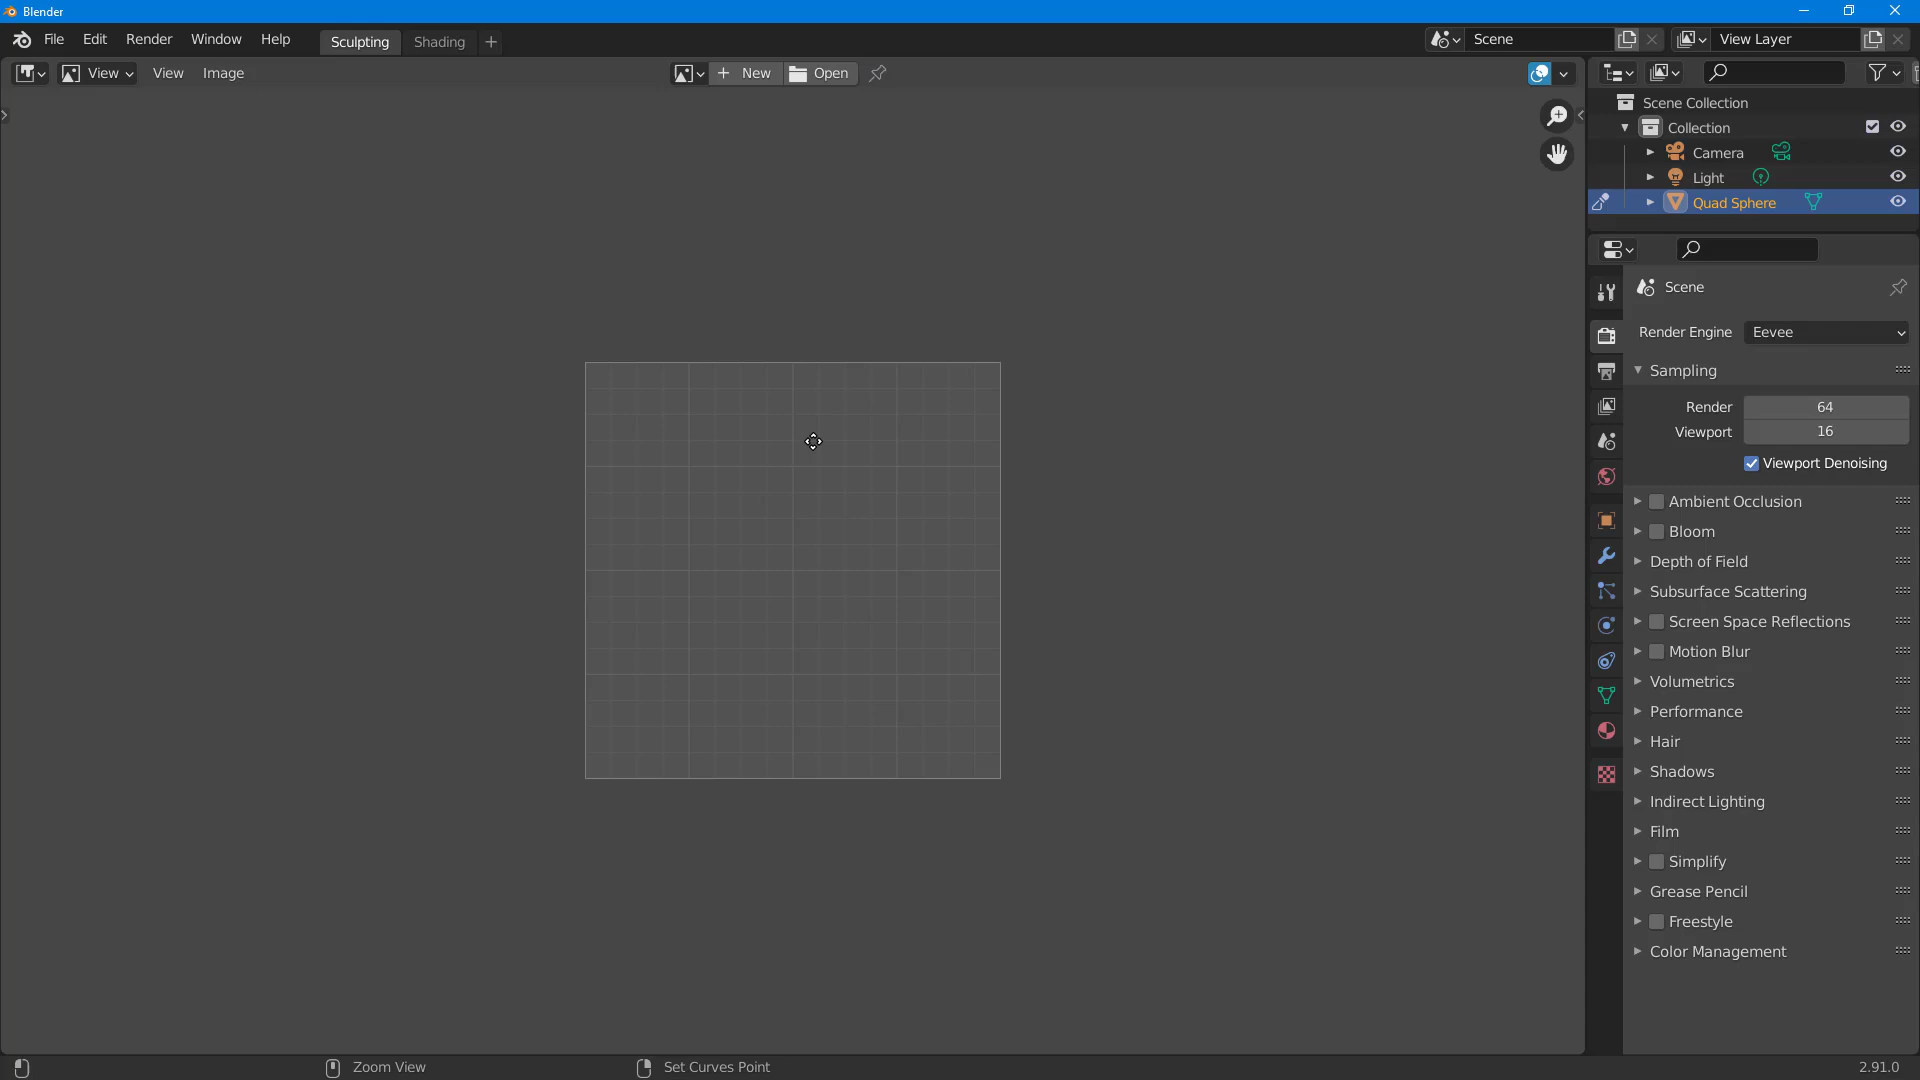 Blender
File Edit Render Window Help Sculpting Shading + Scene View Layer
View View Image + New Open
Scene Collection
Collection
Camera
Light
Quad Sphere
Scene
Render Engine Eevee
Sampling
Render 64
Viewport 16
Viewport Denoising
Ambient Occlusion
Bloom
Depth of Field
Subsurface Scattering
Screen Space Reflections
Motion Blur
Volumetrics
Performance
Hair
Shadows
Indirect Lighting
Film
Simplify
Grease Pencil
Freestyle
Color Management
Zoom View Set Curves Point 2.91.0